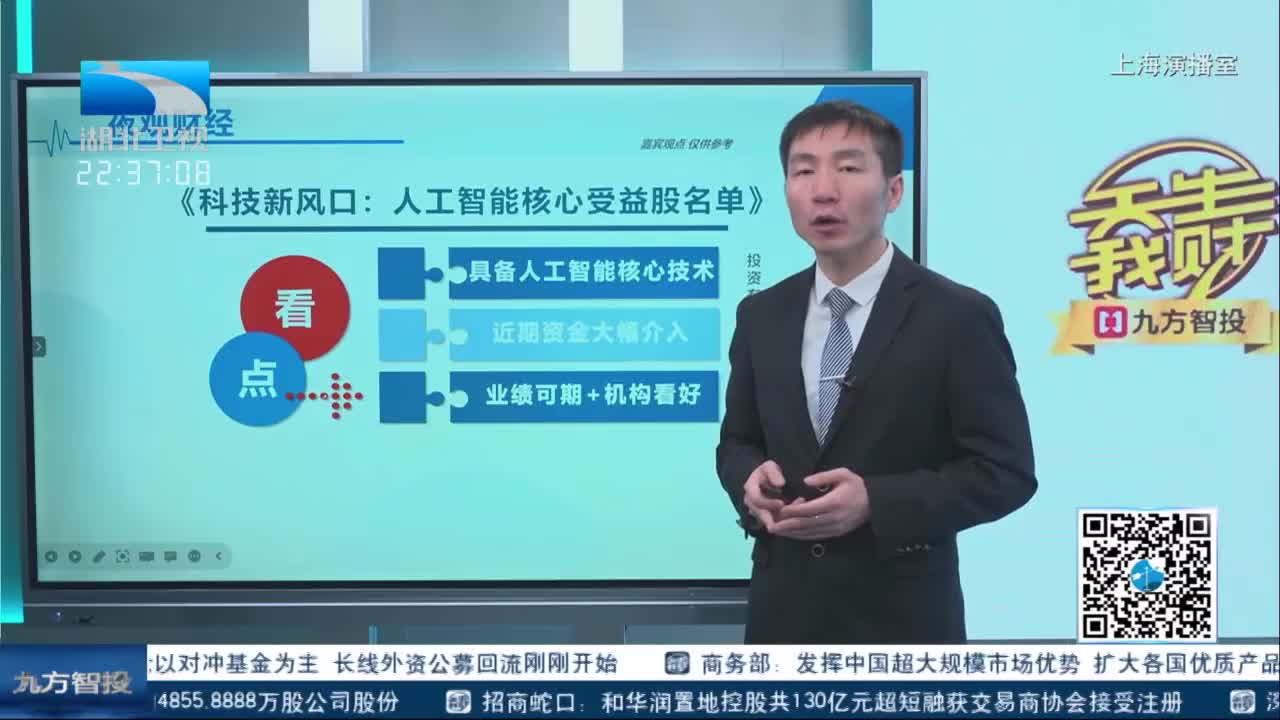 上海演播室
夜观财经
湖北卫视
22:37:08
嘉宾观点 仅供参考
《科技新风口：人工智能核心受益股名单》
看点
具备人工智能核心技术
近期资金大幅介入
业绩可期+机构看好
投资
天生我财
九方智投
以对冲基金为主 长线外资公募回流刚刚开始
商务部：发挥中国超大规模市场优势 扩大各国优质产品
九方智投
4855.8888万股公司股份
招商蛇口：和华润置地控股共130亿元超短融获交易商协会接受注册